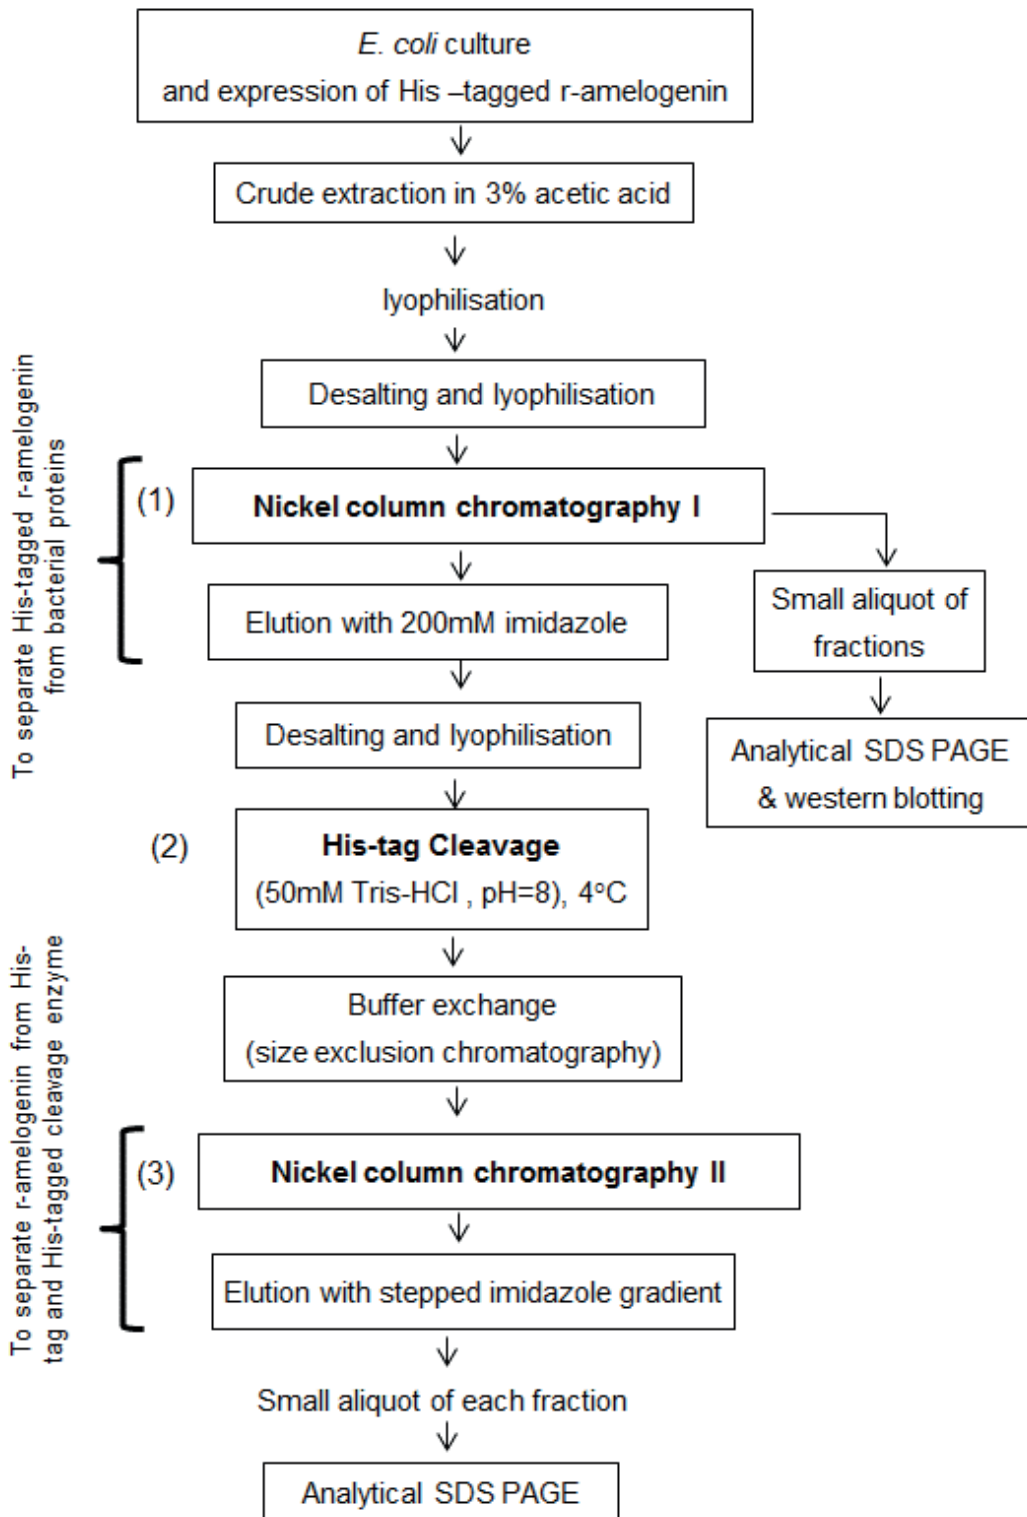 E. coli culture
and expression of His –tagged r-amelogenin
Crude extraction in 3% acetic acid
lyophilisation
Desalting and lyophilisation
To separate His-tagged r-amelogenin
from bacterial proteins
(1)
Nickel column chromatography I
Elution with 200mM imidazole
Small aliquot of
fractions
Desalting and lyophilisation
Analytical SDS PAGE
& western blotting
(2)
His-tag Cleavage
(50mM Tris-HCl , pH=8), 4°C
Buffer exchange
(size exclusion chromatography)
To separate r-amelogenin from His-
tag and His-tagged cleavage enzyme
(3)
Nickel column chromatography II
Elution with stepped imidazole gradient
Small aliquot of each fraction
Analytical SDS PAGE